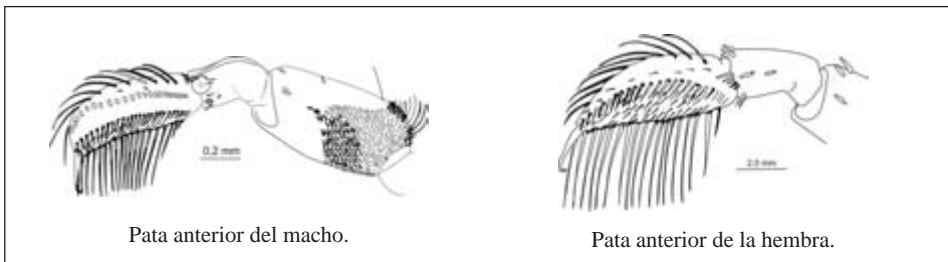 0.2 mm
2.0 mm
Pata anterior del macho.
Pata anterior de la hembra.